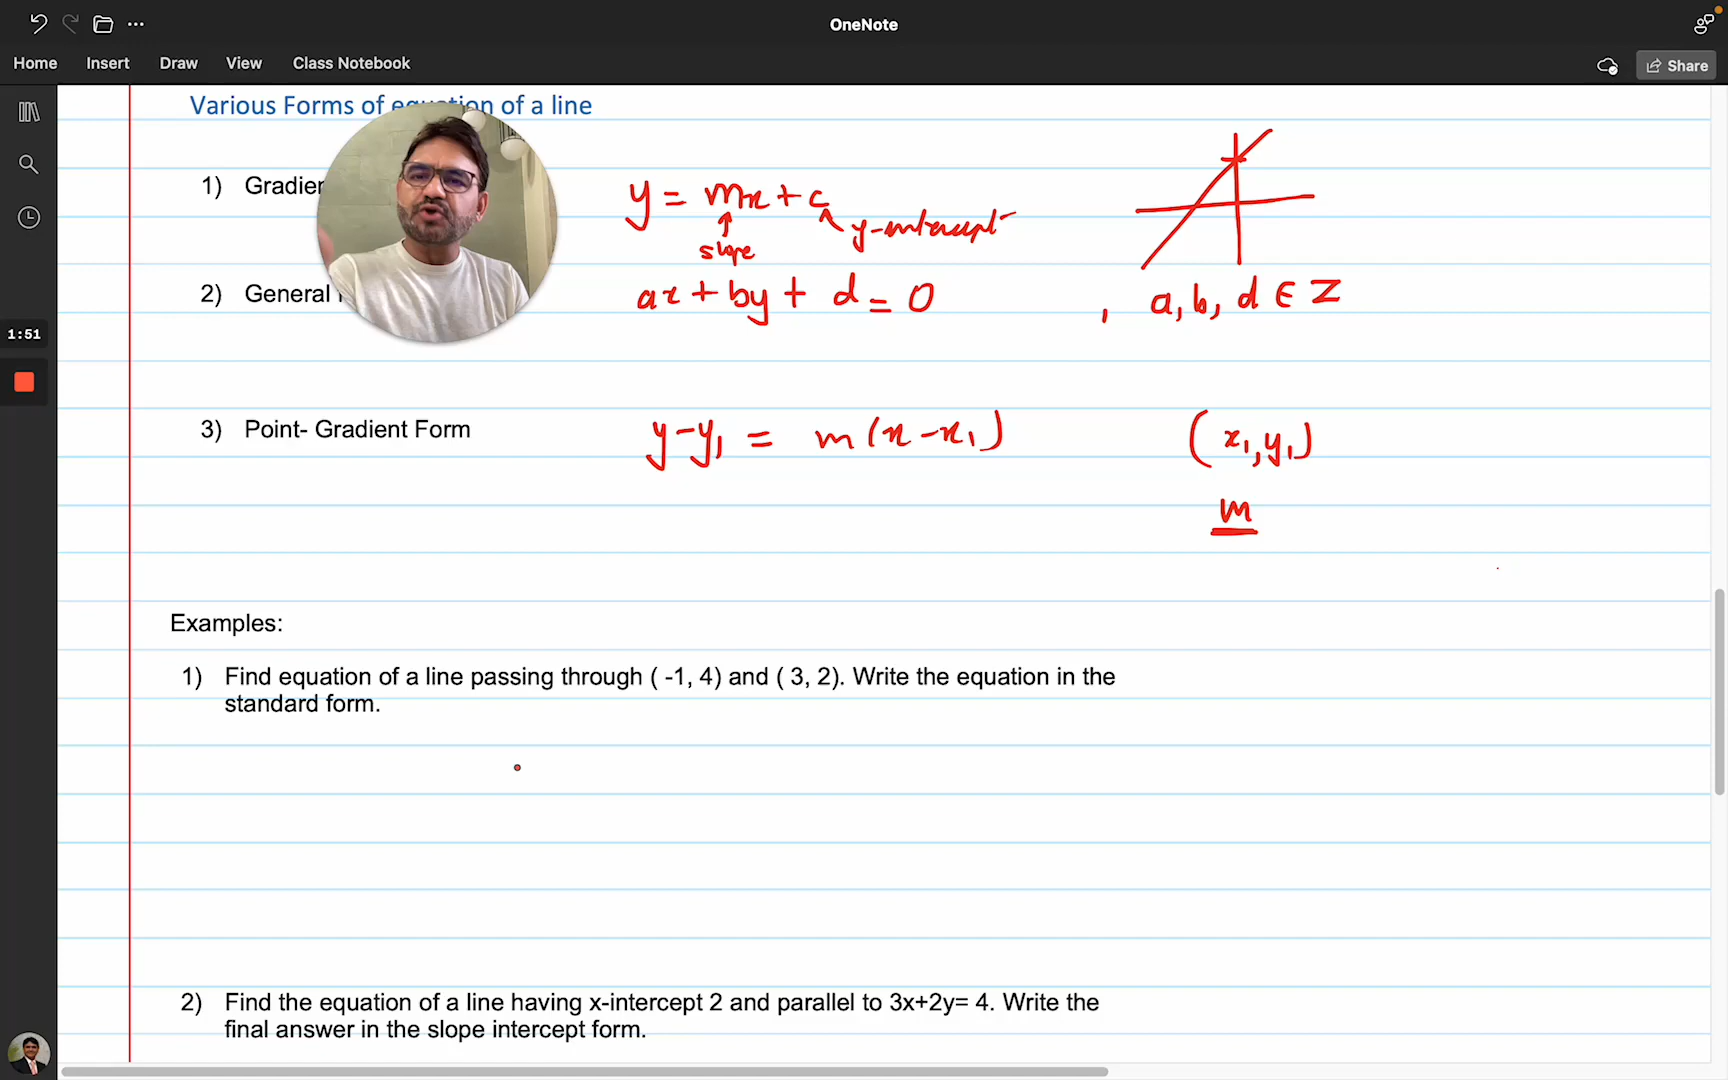 OneNote
Home Insert Draw View Class Notebook Share
Various Forms of equation of a line
1) Gradien
y = mx + c
y-intercept
slope
2) General
ax + by + d = 0 , a, b, d ∈ Z
1:51
3) Point- Gradient Form
y - y₁ = m(x - x₁) (x₁, y₁)
m
Examples:
1) Find equation of a line passing through ( -1, 4) and ( 3, 2). Write the equation in the
standard form.
2) Find the equation of a line having x-intercept 2 and parallel to 3x+2y= 4. Write the
final answer in the slope intercept form.